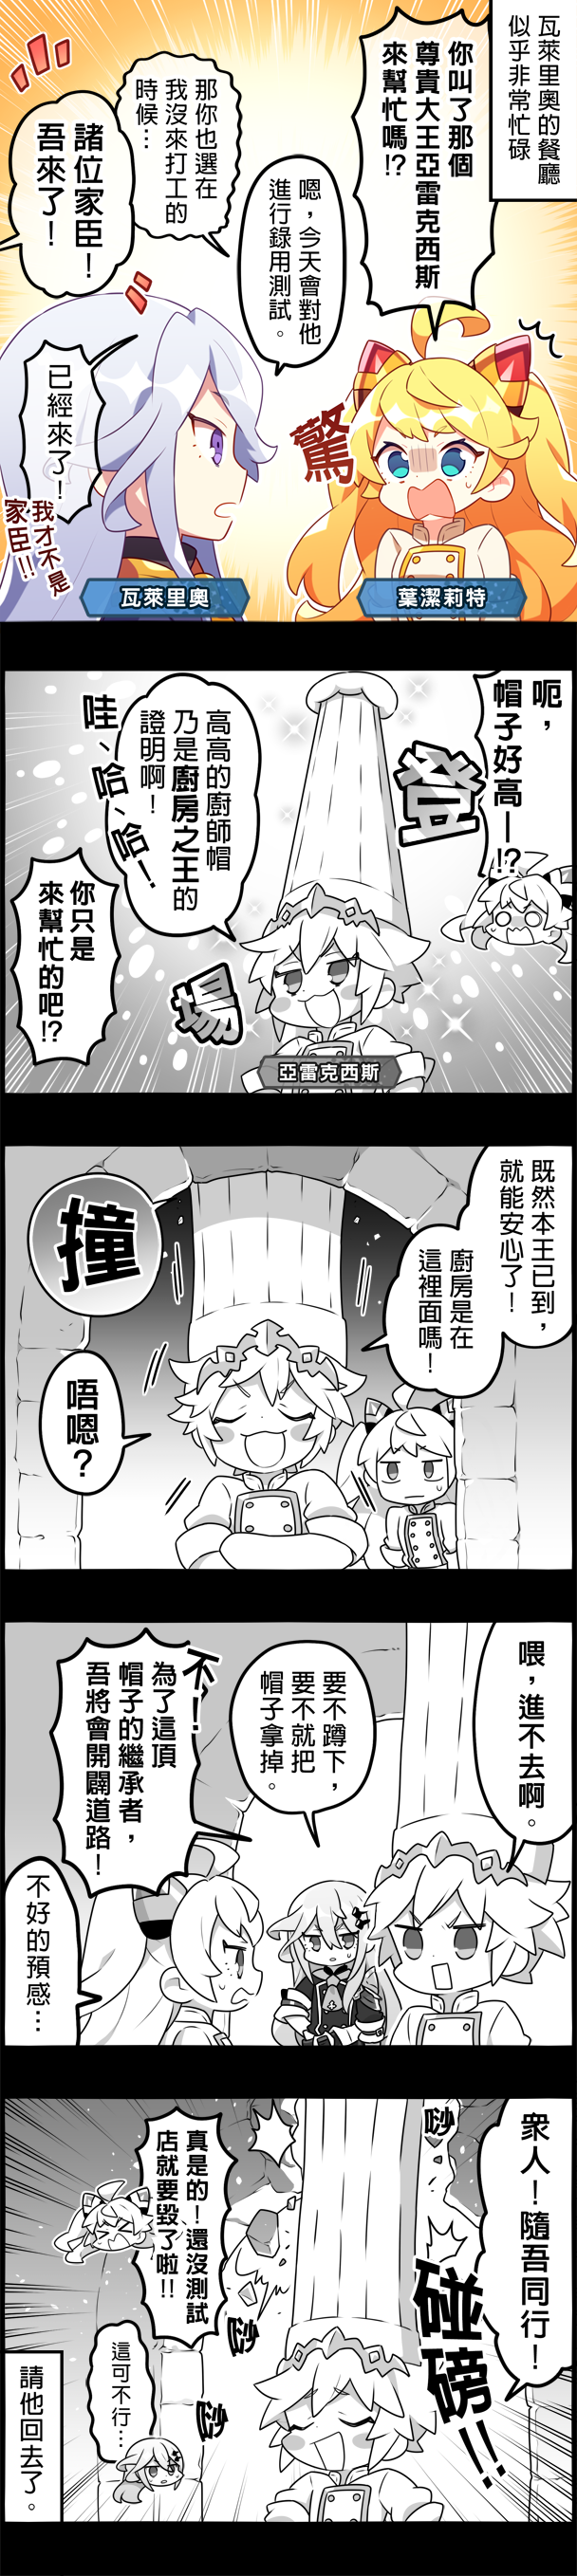 瓦萊里奧的餐廳
似乎非常忙碌
你叫了那個
尊貴大王亞雷克西斯
來幫忙嗎!?
嗯，今天會對他
進行錄用測試。
那你也選在
我沒來打工的
時候…
諸位家臣！
吾來了！
已經來了！
我才不是
家臣!!
驚
瓦萊里奧
葉潔莉特
呃，
帽子好高ー!?
登
場
高高的廚師帽
乃是廚房之王的
證明啊！
哇、哈、哈！
你只是
來幫忙的吧!?
亞雷克西斯
既然本王已到，
就能安心了！
廚房是在
這裡面嗎！
撞
唔嗯？
喂，進不去啊。
要不蹲下，
要不就把
帽子拿掉。
不！
為了這頂
帽子的繼承者，
吾將會開闢道路！
不好的預感…
眾人！隨吾同行！
碰磅!!
唦
唦
唦
真是的！還沒測試
店就要毀了啦!!
這可不行…
請他回去了。